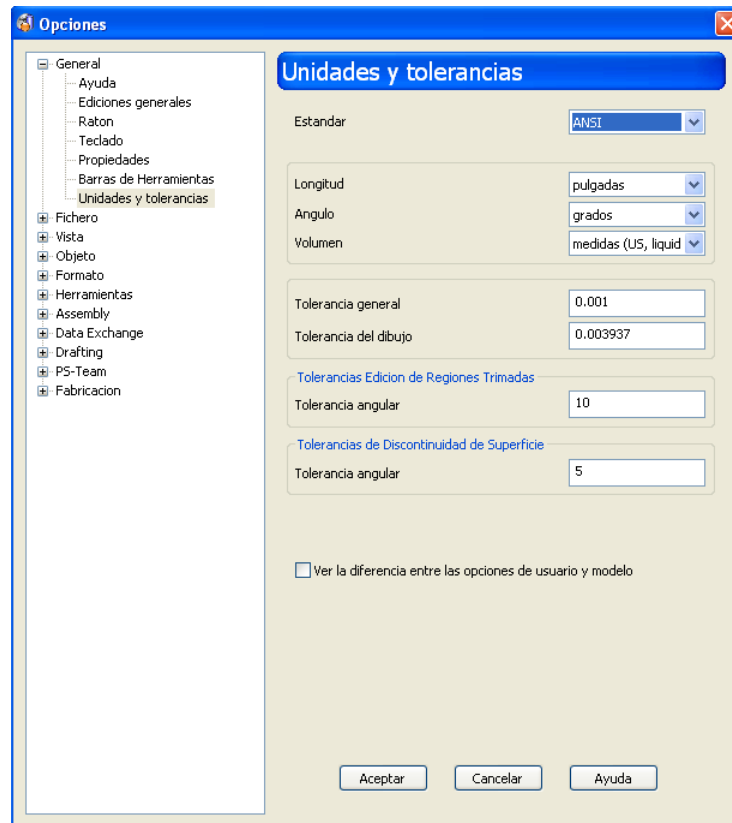 Opciones
General
Ayuda
Ediciones generales
Raton
Teclado
Propiedades
Barras de Herramientas
Unidades y tolerancias
Fichero
Vista
Objeto
Formato
Herramientas
Assembly
Data Exchange
Drafting
PS-Team
Fabricacion
Unidades y tolerancias
Estandar ANSI
Longitud pulgadas
Angulo grados
Volumen medidas (US, liquid
Tolerancia general 0.001
Tolerancia del dibujo 0.003937
Tolerancias Edicion de Regiones Trimadas
Tolerancia angular 10
Tolerancias de Discontinuidad de Superficie
Tolerancia angular 5
Ver la diferencia entre las opciones de usuario y modelo
Aceptar Cancelar Ayuda